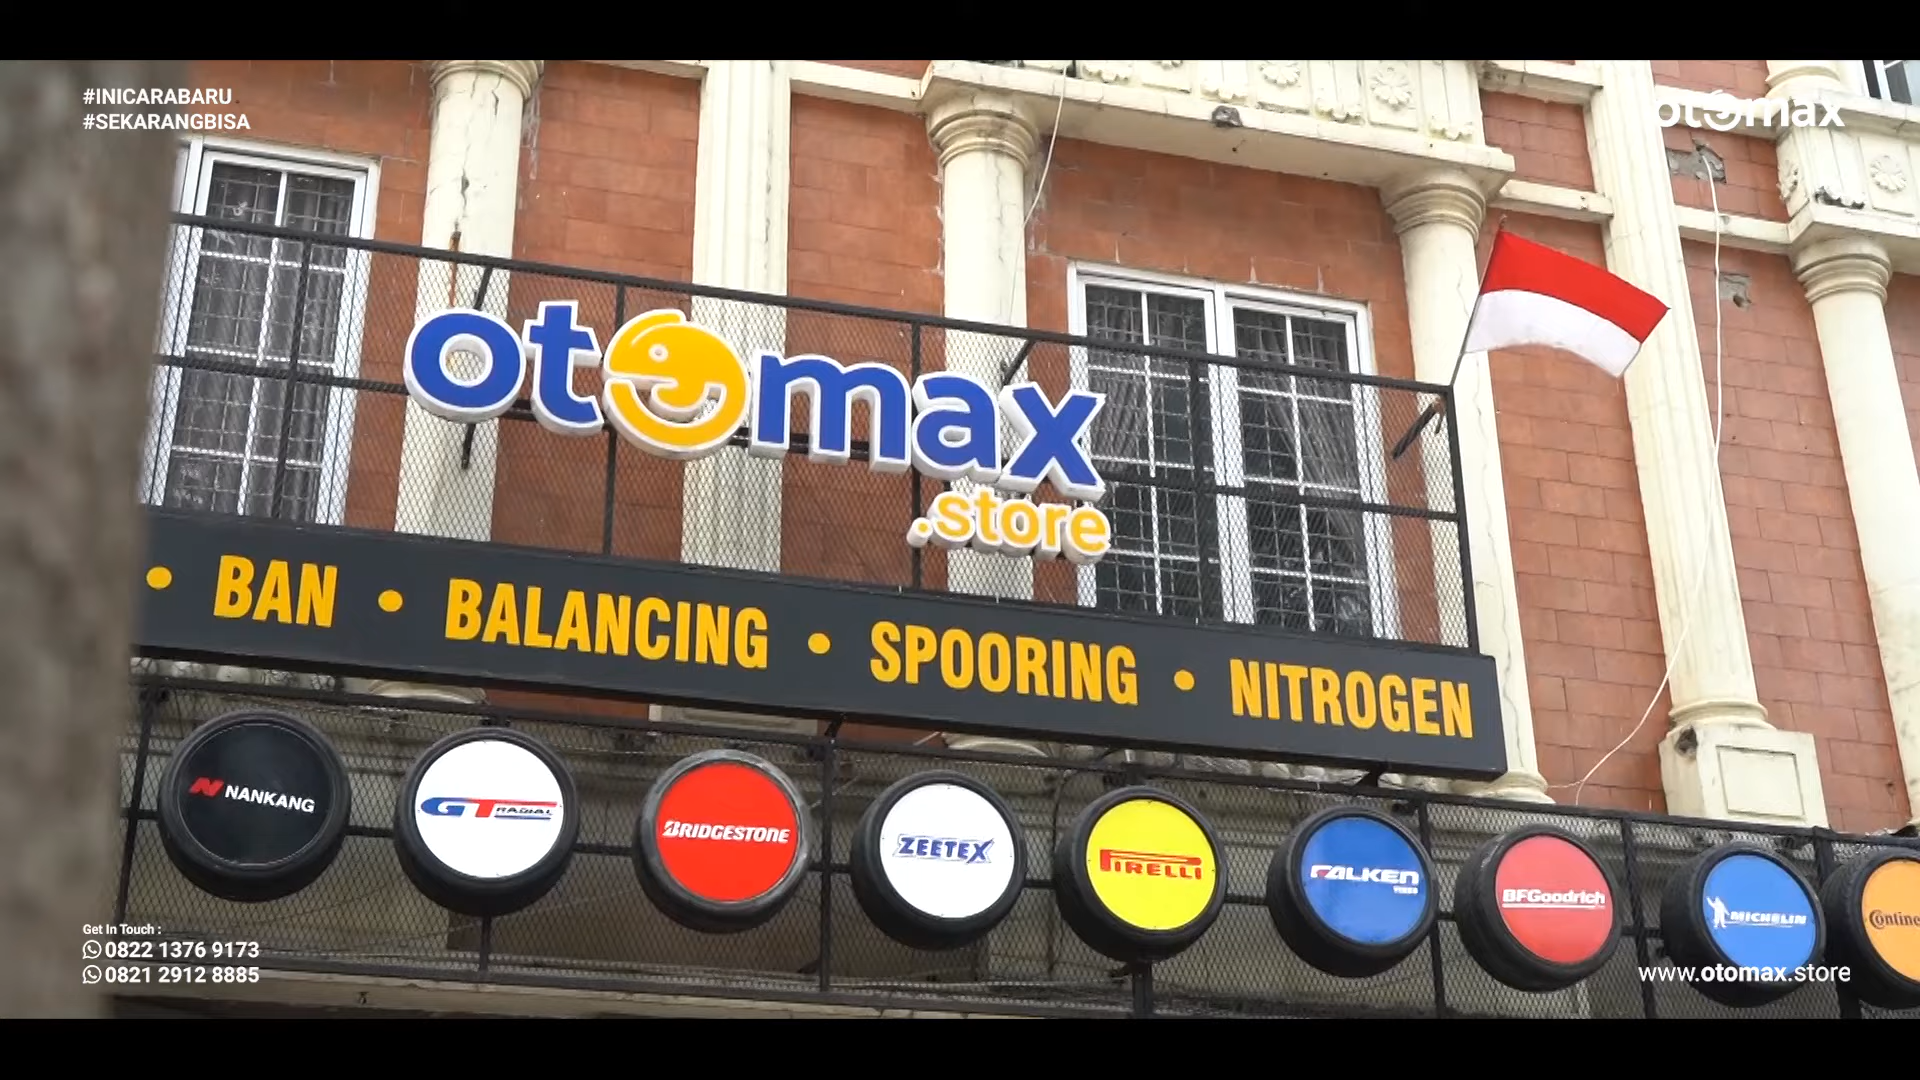 #INICARABARU
#SEKARANGBISA
otomax
otomax
.store
• BAN • BALANCING • SPOORING • NITROGEN
NANKANG
GT RADIAL
BRIDGESTONE
ZEETEX
PIRELLI
FALKEN
TIRES
BFGoodrich
MICHELIN
Get In Touch :
0822 1376 9173
0821 2912 8885
www.otomax.store